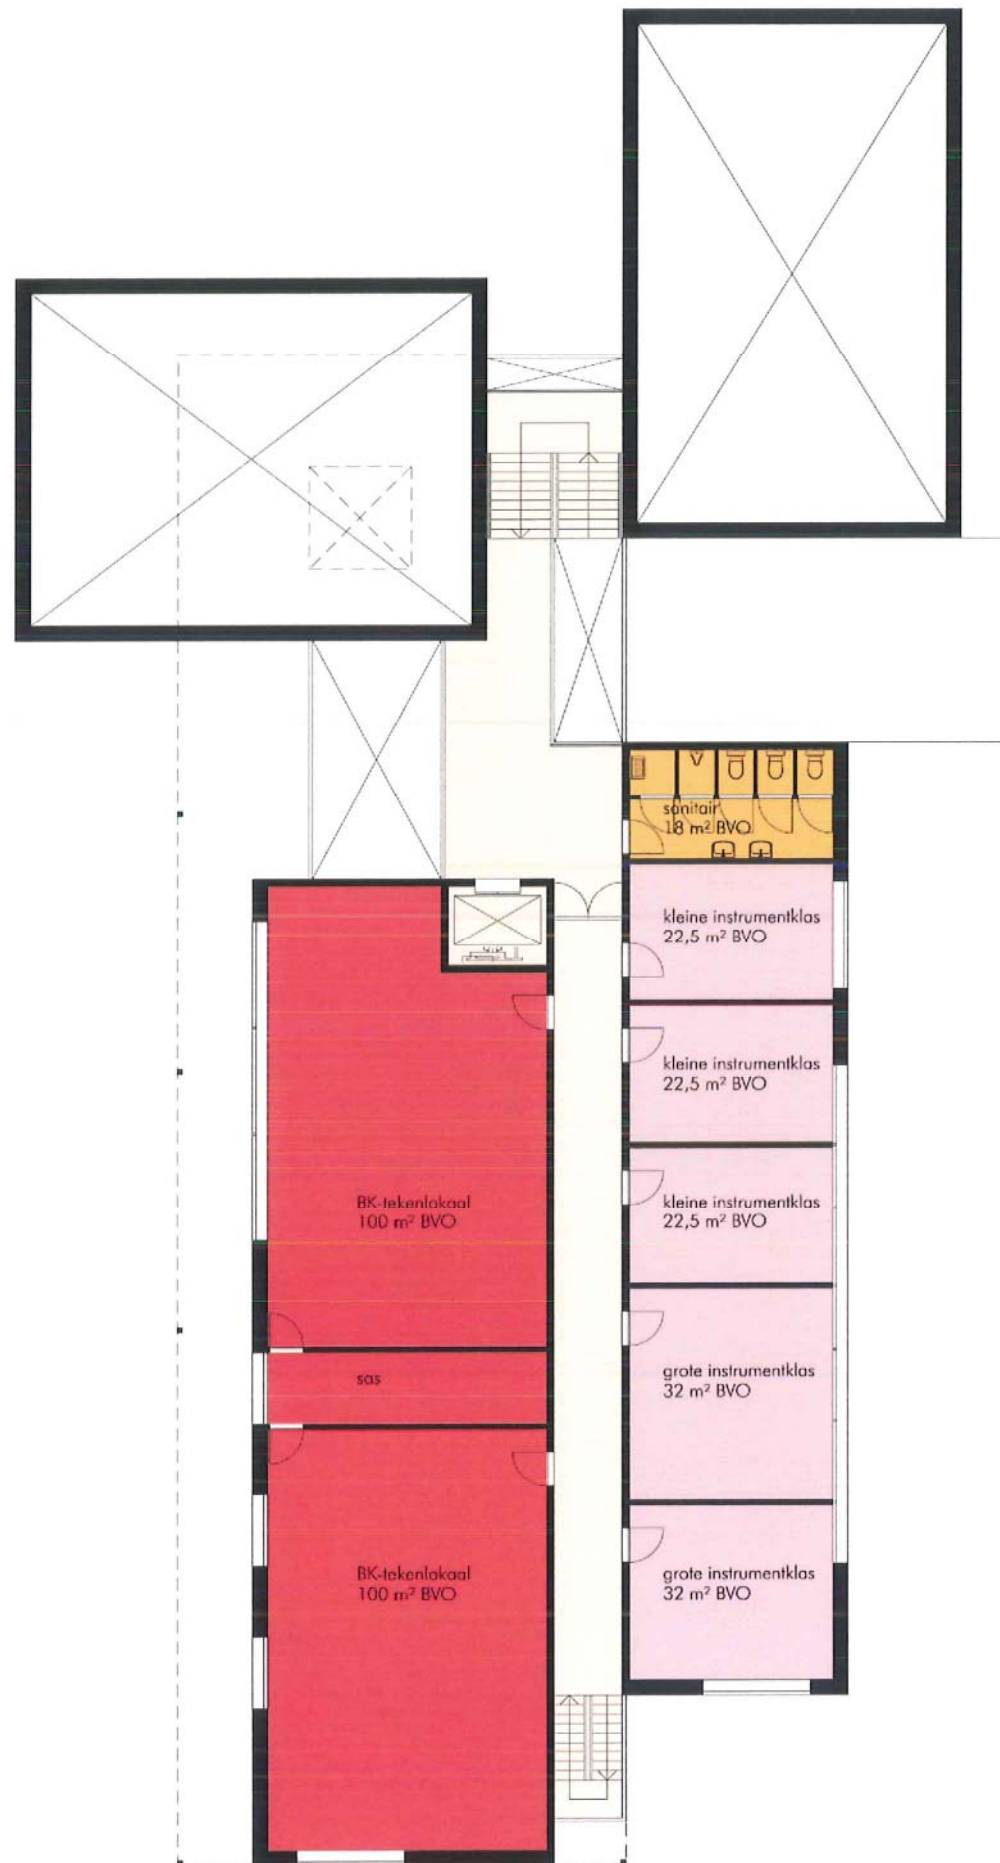 sanitair
18 m² BVO
kleine instrumentklas
22,5 m² BVO
kleine instrumentklas
22,5 m² BVO
kleine instrumentklas
22,5 m² BVO
BK-tekenlokaal
100 m² BVO
grote instrumentklas
32 m² BVO
sas
BK-tekenlokaal
100 m² BVO
grote instrumentklas
32 m² BVO